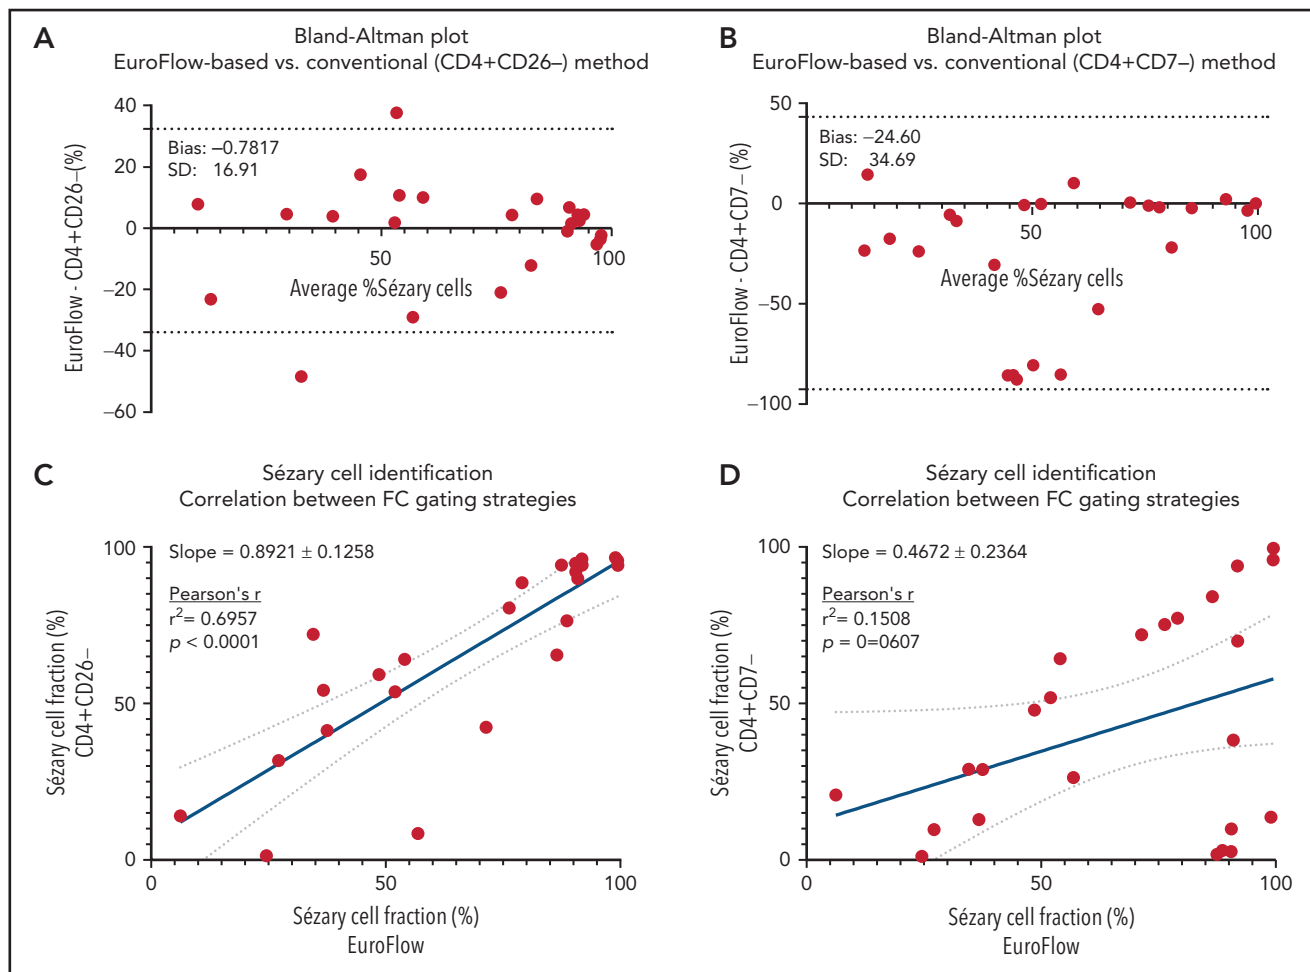 A
Bland-Altman plot
EuroFlow-based vs. conventional (CD4+CD26–) method
EuroFlow - CD4+CD26–(%)
40
20
0
–20
–40
–60
Bias: –0.7817
SD: 16.91
50
100
Average %Sézary cells
B
Bland-Altman plot
EuroFlow-based vs. conventional (CD4+CD7–) method
EuroFlow - CD4+CD7– (%)
50
0
–50
–100
Bias: –24.60
SD: 34.69
50
100
Average %Sézary cells
C
Sézary cell identification
Correlation between FC gating strategies
Sézary cell fraction (%)
CD4+CD26–
100
50
0
Slope = 0.8921 ± 0.1258
Pearson's r
r²= 0.6957
p < 0.0001
0
50
100
Sézary cell fraction (%)
EuroFlow
D
Sézary cell identification
Correlation between FC gating strategies
Sézary cell fraction (%)
CD4+CD7–
100
50
0
Slope = 0.4672 ± 0.2364
Pearson's r
r²= 0.1508
p = 0=0607
0
50
100
Sézary cell fraction (%)
EuroFlow